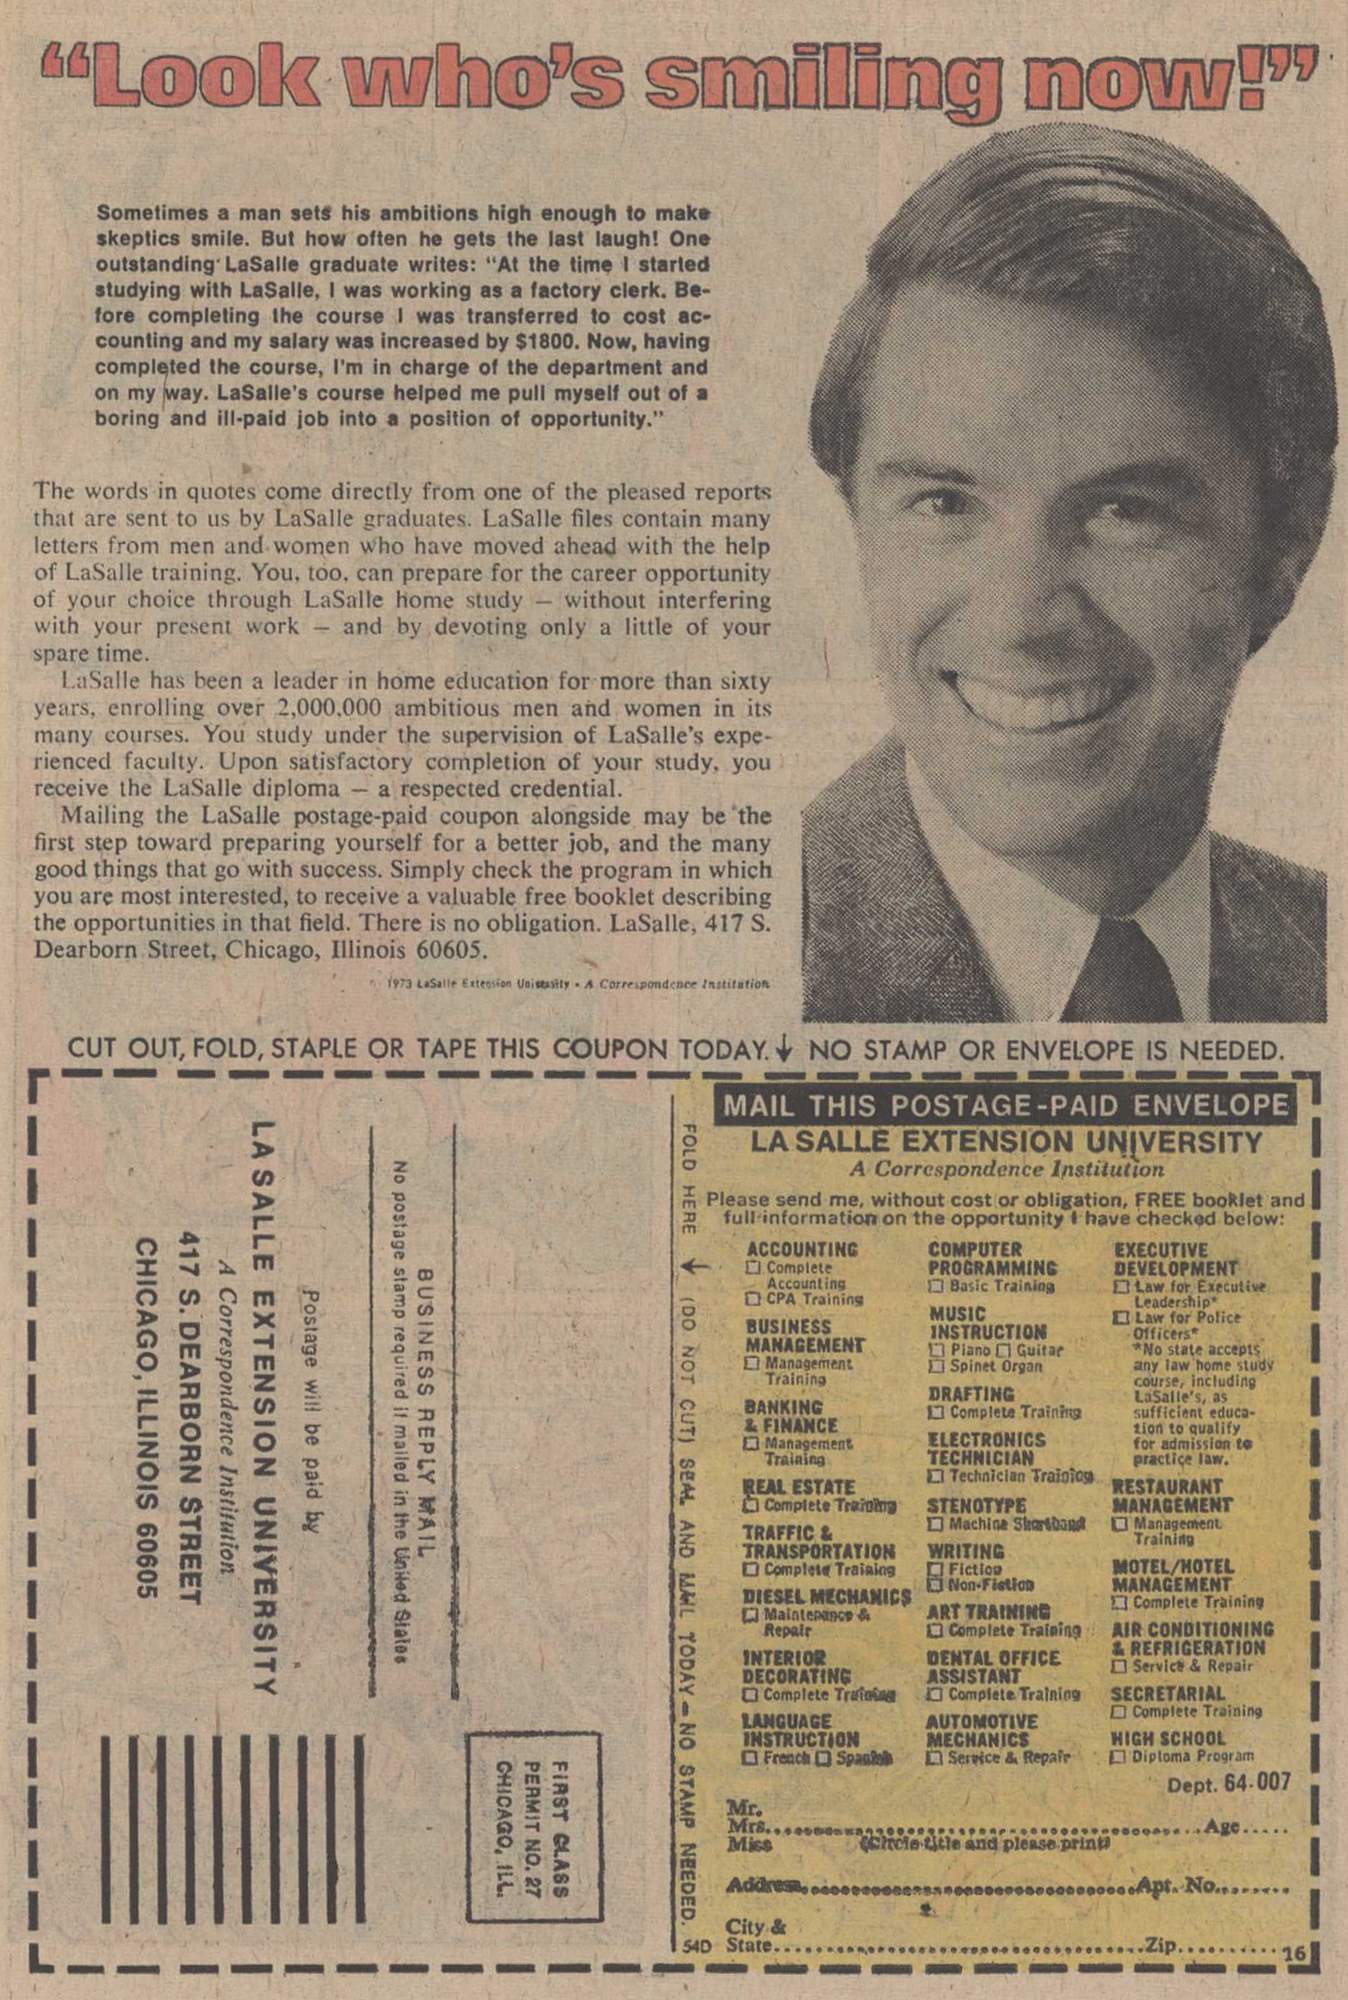 “Look who's smiling now!”
Sometimes a man sets his ambitions high enough to make
skeptics smile. But how often he gets the last laugh! One
outstanding LaSalle graduate writes: “At the time I started
studying with LaSalle, I was working as a factory clerk. Be-
fore completing the course I was transferred to cost ac-
counting and my salary was increased by $1800. Now, having
completed the course, I'm in charge of the department and
on my way. LaSalle's course helped me pull myself out of a
boring and ill-paid job into a position of opportunity.”
The words in quotes come directly from one of the pleased reports
that are sent to us by LaSalle graduates. LaSalle files contain many
letters from men and women who have moved ahead with the help
of LaSalle training. You, too, can prepare for the career opportunity
of your choice through LaSalle home study — without interfering
with your present work — and by devoting only a little of your
spare time.
LaSalle has been a leader in home education for more than sixty
years, enrolling over 2,000,000 ambitious men and women in its
many courses. You study under the supervision of LaSalle's expe-
rienced faculty. Upon satisfactory completion of your study, you
receive the LaSalle diploma — a respected credential.
Mailing the LaSalle postage-paid coupon alongside may be the
first step toward preparing yourself for a better job, and the many
good things that go with success. Simply check the program in which
you are most interested, to receive a valuable free booklet describing
the opportunities in that field. There is no obligation. LaSalle, 417 S.
Dearborn Street, Chicago, Illinois 60605.
© 1973 LaSalle Extension University • A Correspondence Institution
CUT OUT, FOLD, STAPLE OR TAPE THIS COUPON TODAY. ↓ NO STAMP OR ENVELOPE IS NEEDED.
FIRST CLASS
PERMIT NO. 27
CHICAGO, ILL.
BUSINESS REPLY MAIL
No postage stamp required if mailed in the United States
Postage will be paid by
LA SALLE EXTENSION UNIVERSITY
A Correspondence Institution
417 S. DEARBORN STREET
CHICAGO, ILLINOIS 60605
FOLD HERE (DO NOT CUT) SEAL AND MAIL TODAY — NO STAMP NEEDED.
MAIL THIS POSTAGE-PAID ENVELOPE
LA SALLE EXTENSION UNIVERSITY
A Correspondence Institution
Please send me, without cost or obligation, FREE booklet and
full information on the opportunity I have checked below:
ACCOUNTING
☐ Complete
Accounting
☐ CPA Training
BUSINESS
MANAGEMENT
☐ Management
Training
BANKING
& FINANCE
☐ Management
Training
REAL ESTATE
☐ Complete Training
TRAFFIC &
TRANSPORTATION
☐ Complete Training
DIESEL MECHANICS
☐ Maintenance &
Repair
INTERIOR
DECORATING
☐ Complete Training
LANGUAGE
INSTRUCTION
☐ French ☐ Spanish
COMPUTER
PROGRAMMING
☐ Basic Training
MUSIC
INSTRUCTION
☐ Piano ☐ Guitar
☐ Spinet Organ
DRAFTING
☐ Complete Training
ELECTRONICS
TECHNICIAN
☐ Technician Training
STENOTYPE
☐ Machine Shorthand
WRITING
☐ Fiction
☐ Non-Fiction
ART TRAINING
☐ Complete Training
DENTAL OFFICE
ASSISTANT
☐ Complete Training
AUTOMOTIVE
MECHANICS
☐ Service & Repair
EXECUTIVE
DEVELOPMENT
☐ Law for Executive
Leadership*
☐ Law for Police
Officers*
*No state accepts
any law home study
course, including
LaSalle's, as
sufficient educa-
tion to qualify
for admission to
practice law.
RESTAURANT
MANAGEMENT
☐ Management
Training
MOTEL/HOTEL
MANAGEMENT
☐ Complete Training
AIR CONDITIONING
& REFRIGERATION
☐ Service & Repair
SECRETARIAL
☐ Complete Training
HIGH SCHOOL
☐ Diploma Program
Dept. 64-007
Mr.
Mrs. Age
Miss (Circle title and please print)
Address Apt. No.
City &
54D State Zip 16